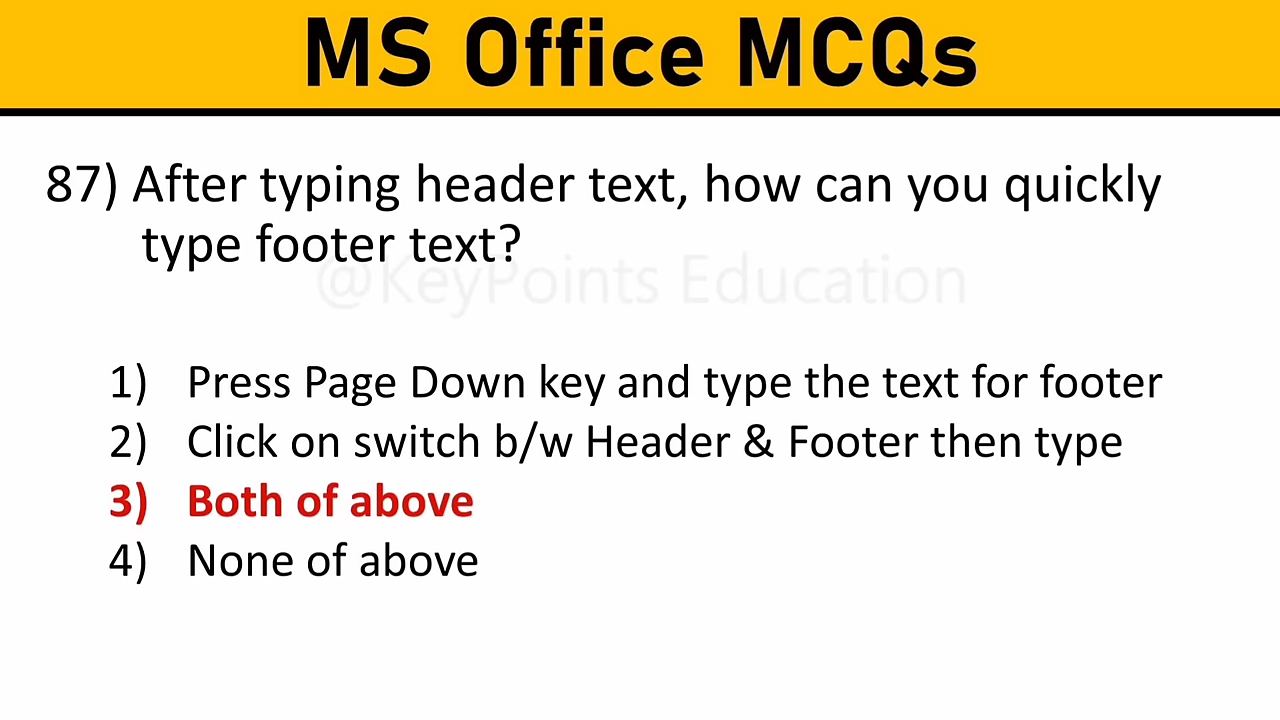 MS Office MCQs
87) After typing header text, how can you quickly
type footer text?
@KeyPoints Education
1) Press Page Down key and type the text for footer
2) Click on switch b/w Header & Footer then type
3) Both of above
4) None of above